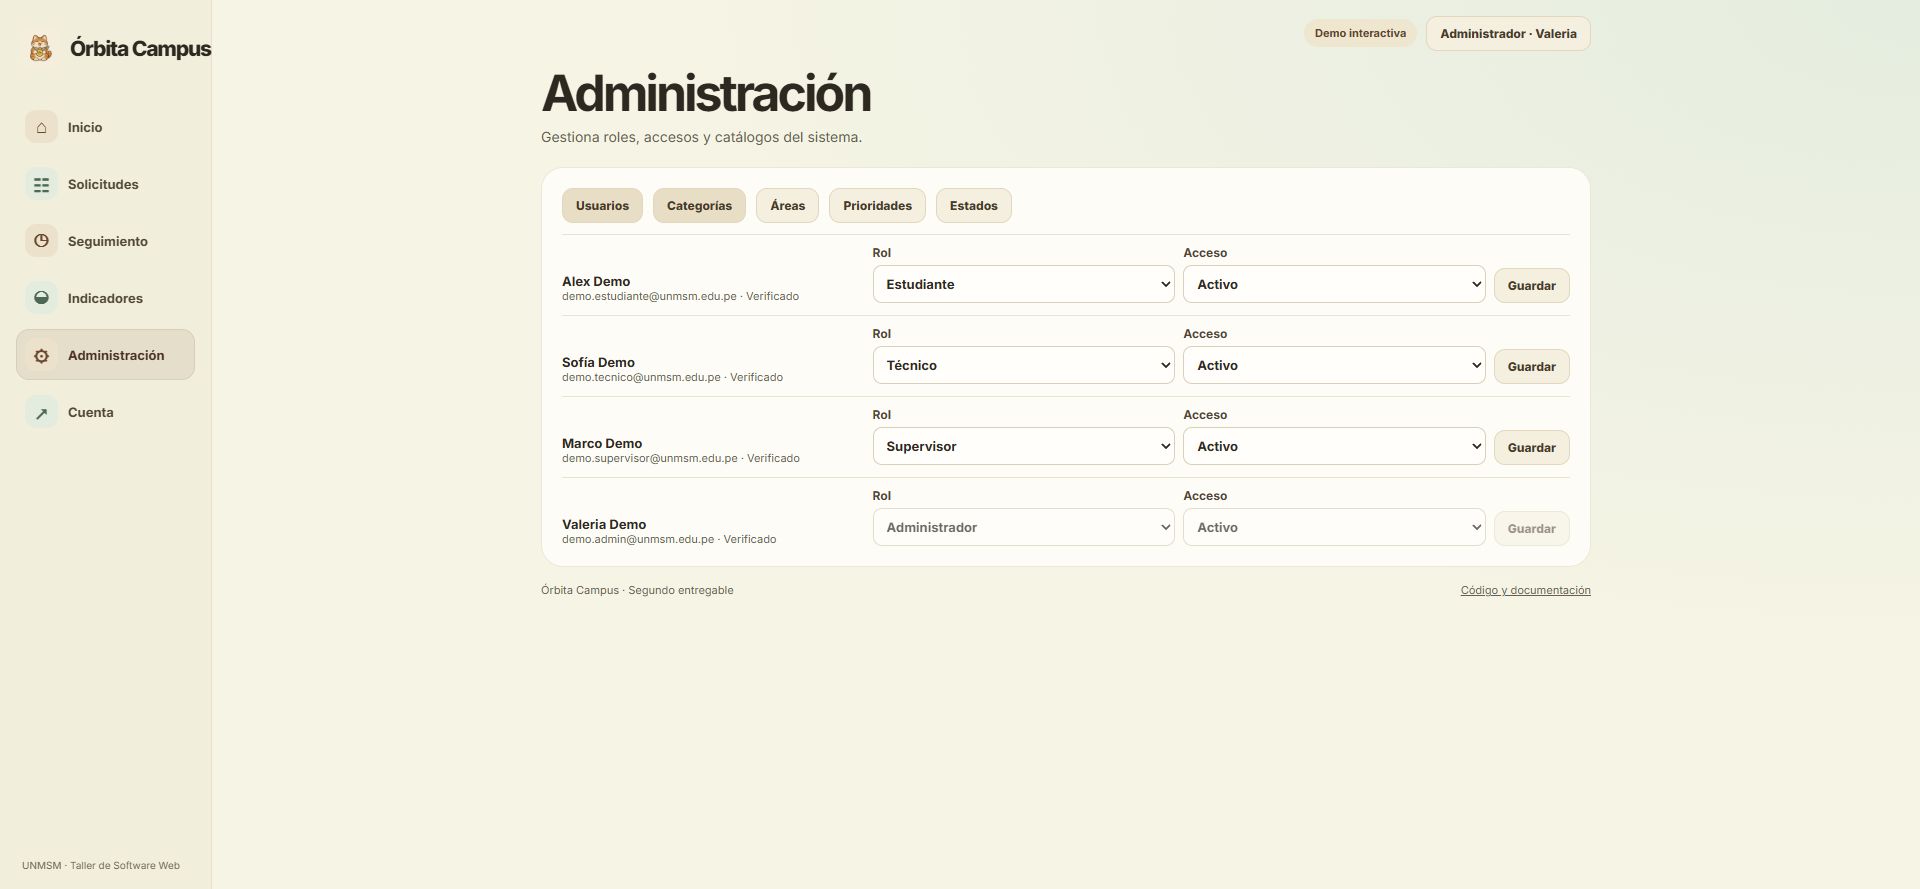 Órbita Campus
Inicio
Solicitudes
Seguimiento
Indicadores
Administración
Cuenta
UNMSM · Taller de Software Web
Demo interactiva
Administrador · Valeria
Administración
Gestiona roles, accesos y catálogos del sistema.
Usuarios Categorías Áreas Prioridades Estados
Rol Acceso
Alex Demo
demo.estudiante@unmsm.edu.pe · Verificado
Estudiante Activo Guardar
Rol Acceso
Sofía Demo
demo.tecnico@unmsm.edu.pe · Verificado
Técnico Activo Guardar
Rol Acceso
Marco Demo
demo.supervisor@unmsm.edu.pe · Verificado
Supervisor Activo Guardar
Rol Acceso
Valeria Demo
demo.admin@unmsm.edu.pe · Verificado
Administrador Activo Guardar
Órbita Campus · Segundo entregable
Código y documentación